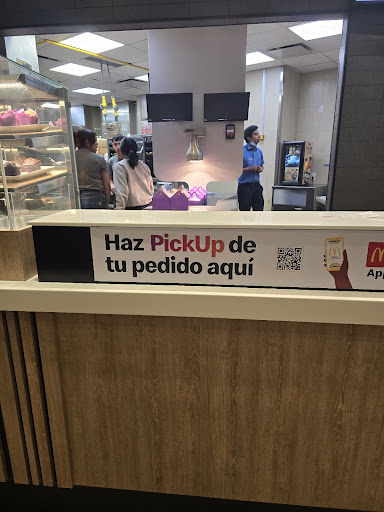 Haz PickUp de
tu pedido aquí
App